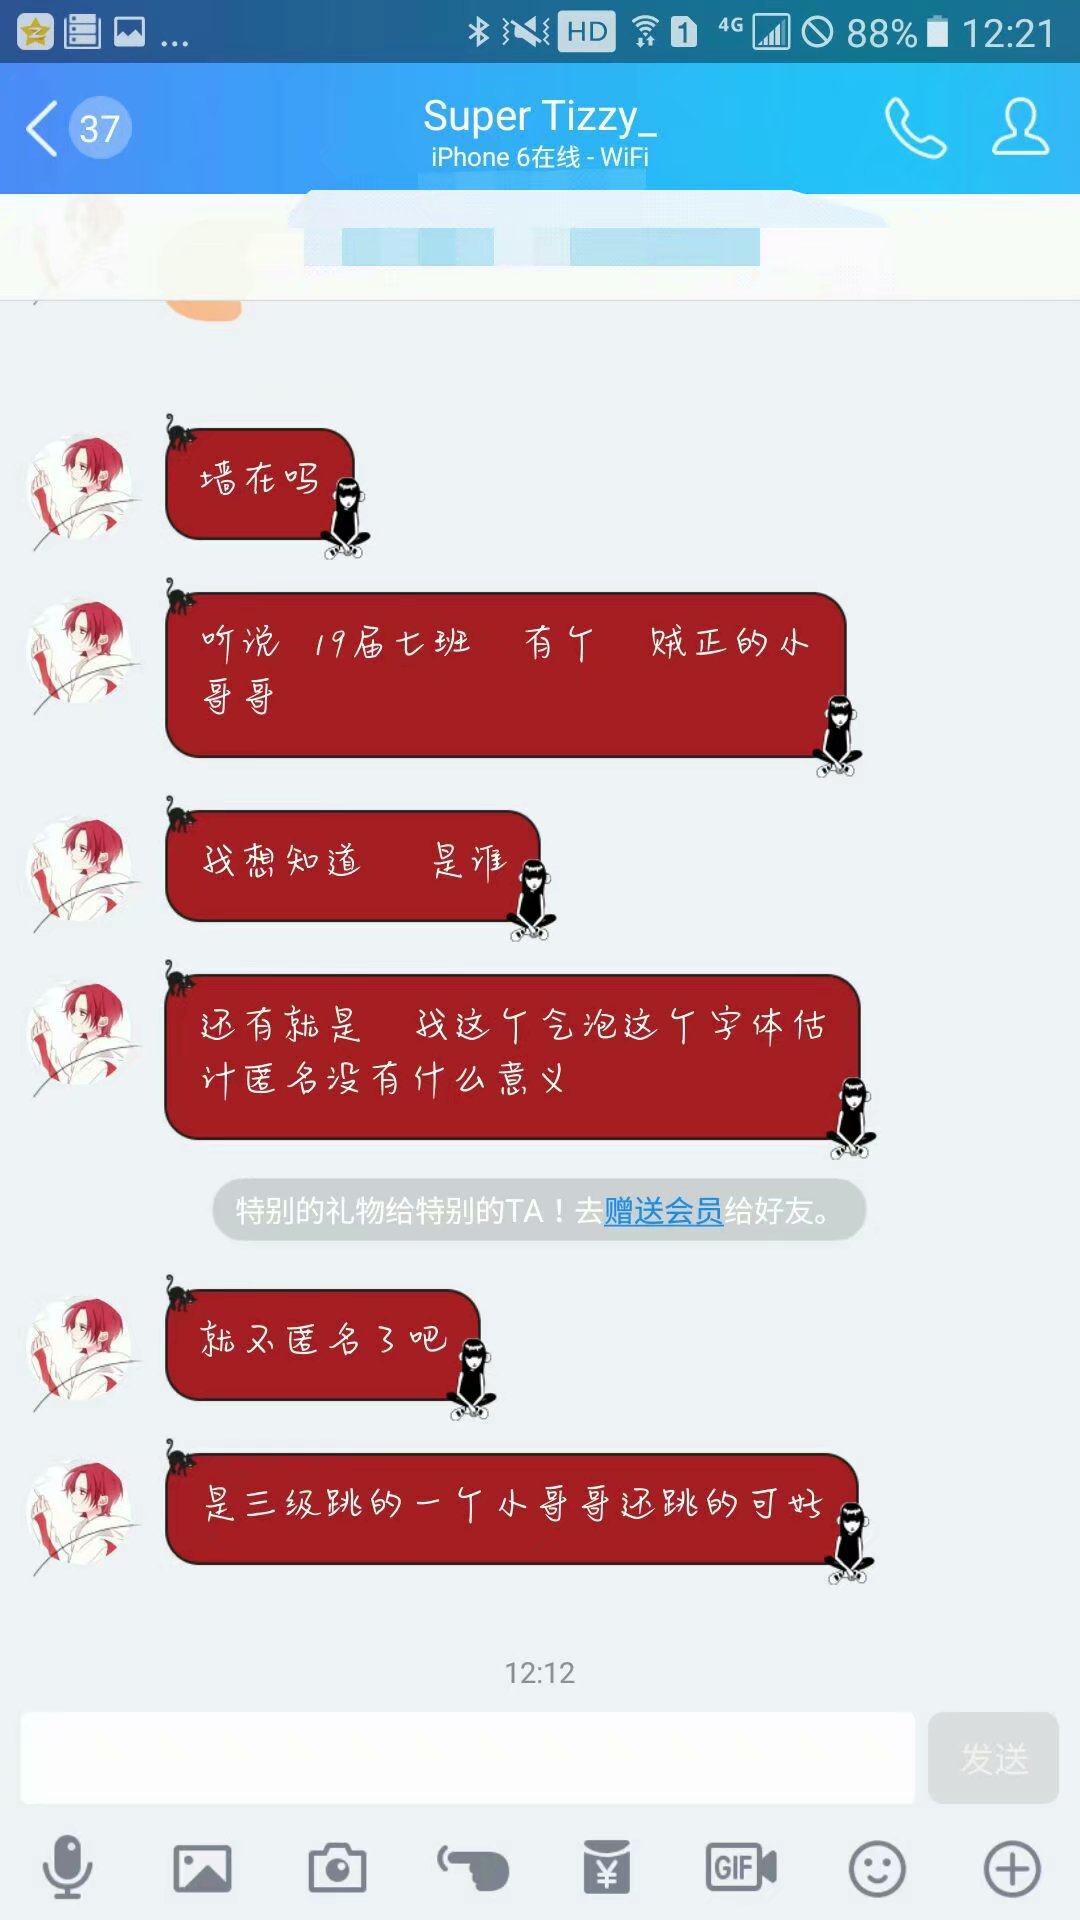 ... HD 1 4G 88% 12:21
37
Super Tizzy_
iPhone 6在线 - WiFi
墙在吗
听说 19届七班 有个 贼正的小
哥哥
我想知道 是谁
还有就是 我这个气泡这个字体估
计匿名没有什么意义
特别的礼物给特别的TA！去赠送会员给好友。
就不匿名了吧
是三级跳的一个小哥哥还跳的可好
12:12
发送
GIF